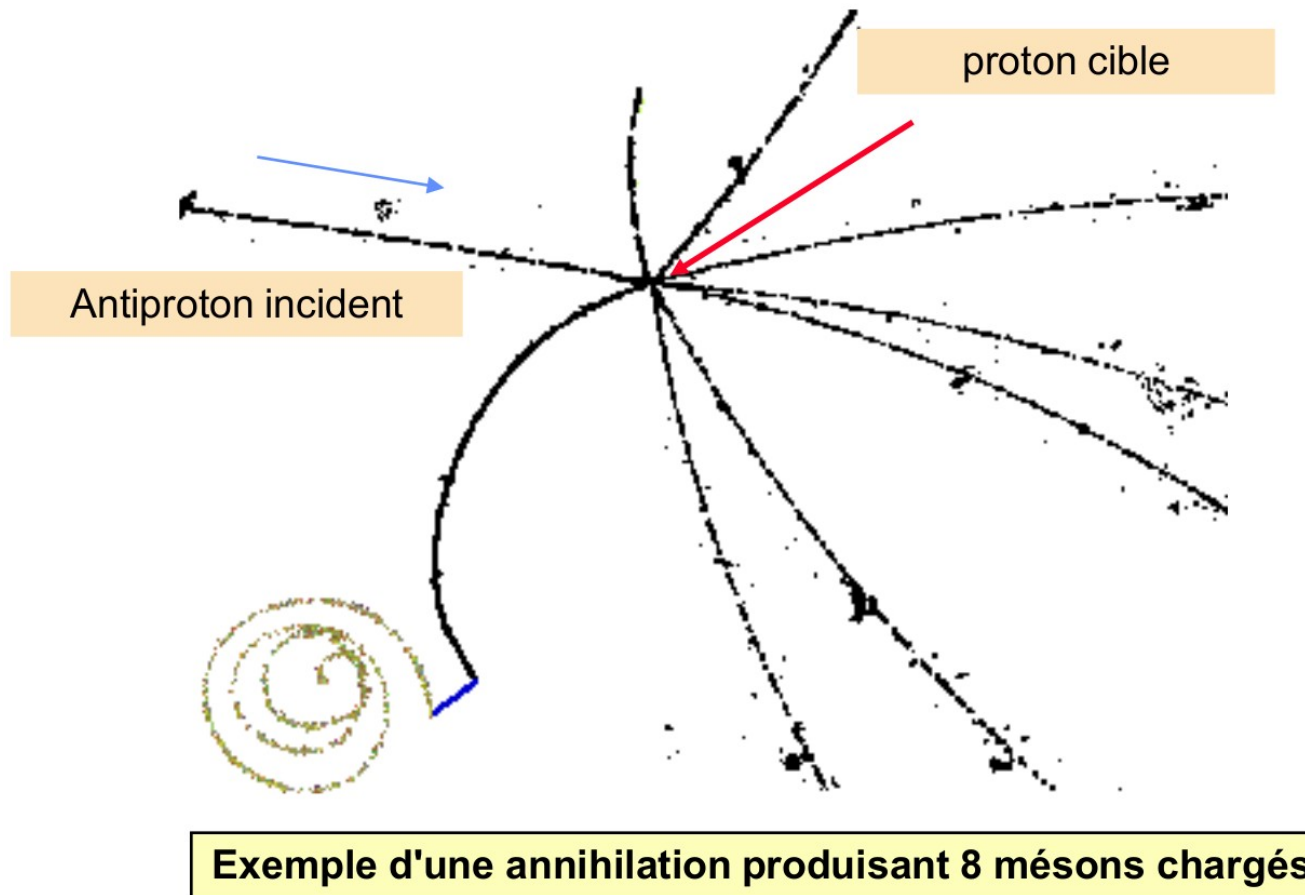 proton cible
Antiproton incident
Exemple d'une annihilation produisant 8 mésons chargés